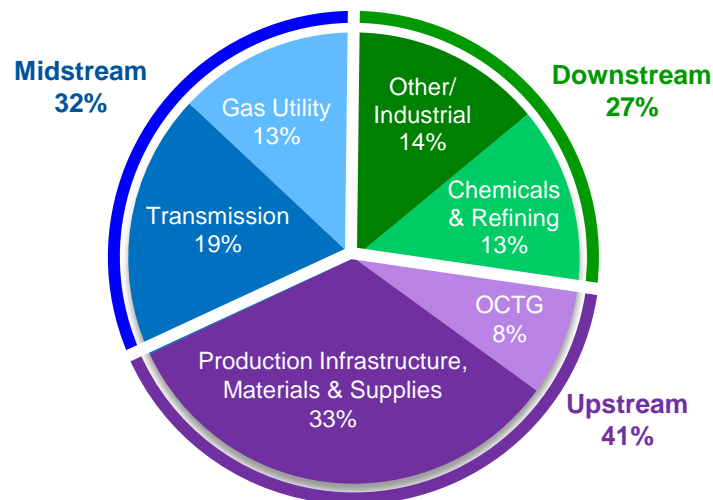 Midstream
32%
Gas Utility
13%
Transmission
19%
Other/
Industrial
14%
Downstream
27%
Chemicals
& Refining
13%
OCTG
8%
Production Infrastructure,
Materials & Supplies
33%
Upstream
41%